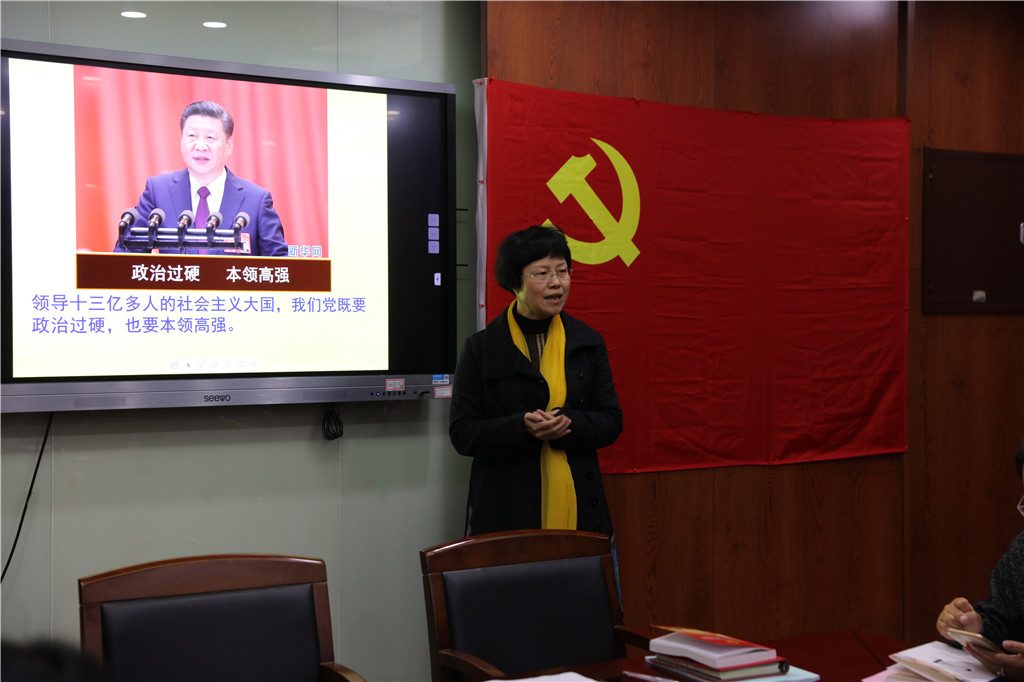 新华网
政治过硬 本领高强
领导十三亿多人的社会主义大国，我们党既要
政治过硬，也要本领高强。
seewo